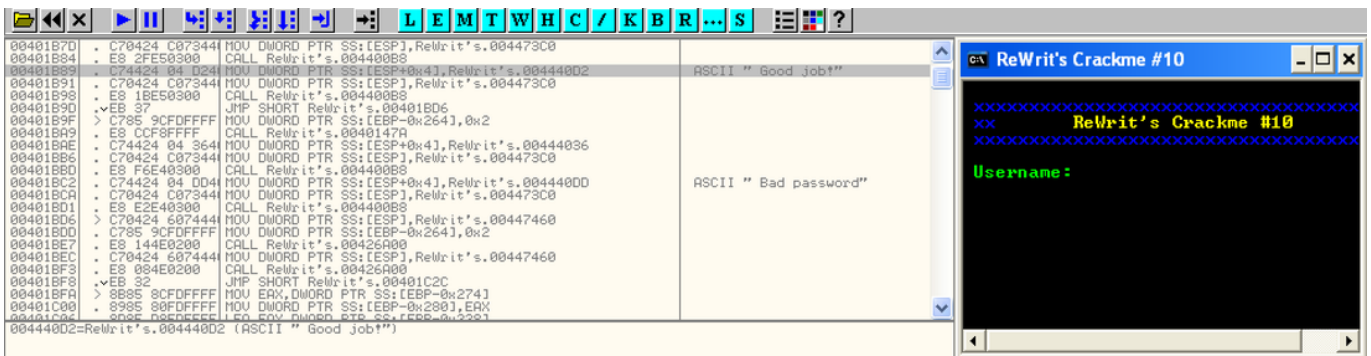 L E M T W H C / K B R ... S ?
00401B7D . C70424 C07344 MOV DWORD PTR SS:[ESP],ReWrit's.004473C0
00401B84 . E8 2FE50300 CALL ReWrit's.004400B8
00401B89 . C74424 04 D24 MOV DWORD PTR SS:[ESP+0x4],ReWrit's.004440D2 ASCII " Good job!"
00401B91 . C70424 C07344 MOV DWORD PTR SS:[ESP],ReWrit's.004473C0
00401B98 . E8 1BE50300 CALL ReWrit's.004400B8
00401B9D . EB 37 JMP SHORT ReWrit's.00401BD6
00401B9F > C785 9CFDFFFF MOV DWORD PTR SS:[EBP-0x264],0x2
00401BA9 . E8 CCF8FFFF CALL ReWrit's.0040147A
00401BAE . C74424 04 364 MOV DWORD PTR SS:[ESP+0x4],ReWrit's.00444036
00401BB6 . C70424 C07344 MOV DWORD PTR SS:[ESP],ReWrit's.004473C0
00401BBD . E8 F6E40300 CALL ReWrit's.004400B8
00401BC2 . C74424 04 DD4 MOV DWORD PTR SS:[ESP+0x4],ReWrit's.004440DD ASCII " Bad password"
00401BCA . C70424 C07344 MOV DWORD PTR SS:[ESP],ReWrit's.004473C0
00401BD1 . E8 E2E40300 CALL ReWrit's.004400B8
00401BD6 > C70424 607444 MOV DWORD PTR SS:[ESP],ReWrit's.00447460
00401BDD . C785 9CFDFFFF MOV DWORD PTR SS:[EBP-0x264],0x2
00401BE7 . E8 144E0200 CALL ReWrit's.00426A00
00401BEC . C70424 607444 MOV DWORD PTR SS:[ESP],ReWrit's.00447460
00401BF3 . E8 084E0200 CALL ReWrit's.00426A00
00401BF8 . EB 32 JMP SHORT ReWrit's.00401C2C
00401BFA > 8B85 8CFDFFFF MOV EAX,DWORD PTR SS:[EBP-0x274]
00401C00 . 8985 80FDFFFF MOV DWORD PTR SS:[EBP-0x280],EAX
004440D2=ReWrit's.004440D2 (ASCII " Good job!")
ReWrit's Crackme #10
xxxxxxxxxxxxxxxxxxxxxxxxxxxxxxxxxxx
xx ReWrit's Crackme #10
xxxxxxxxxxxxxxxxxxxxxxxxxxxxxxxxxxx
Username: